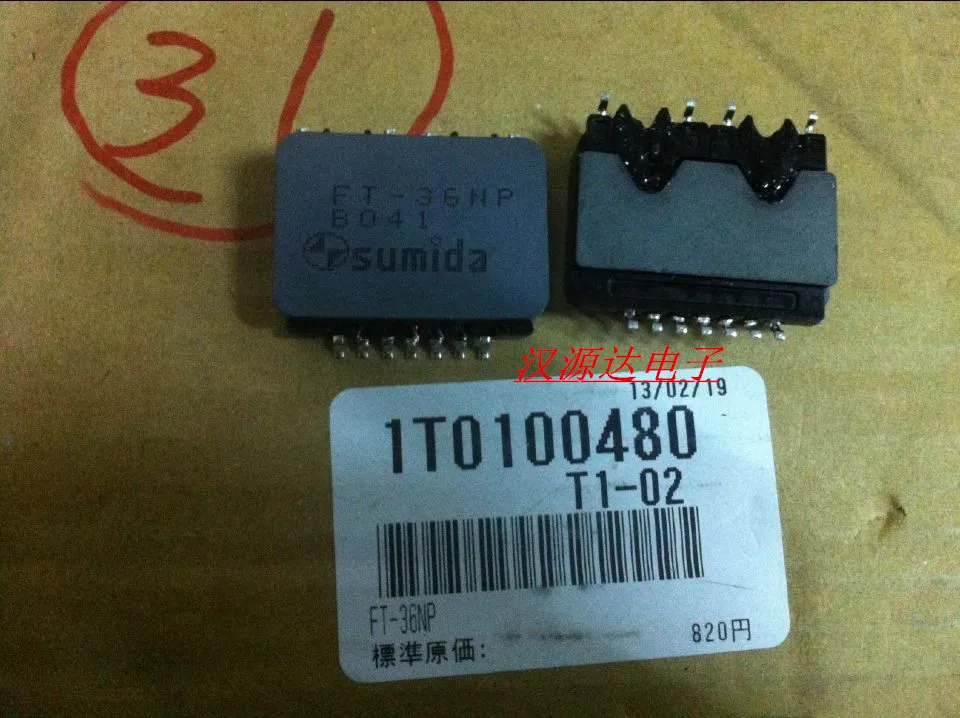 31
FT-36NP
B041
sumida
汉源达电子
13/02/19
1T0100480
T1-02
FT-36NP
標準原価:
820円